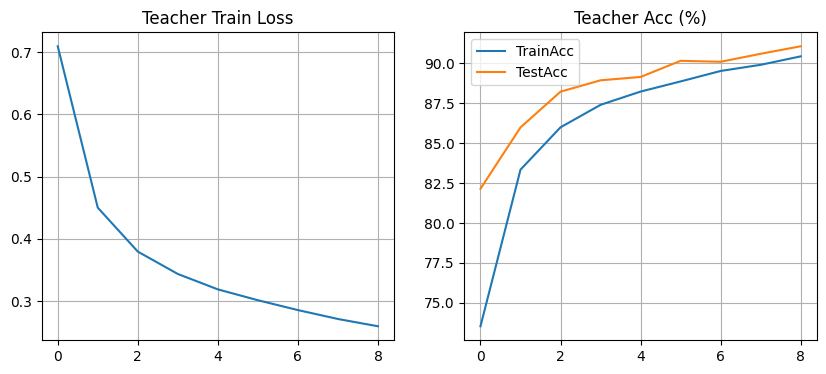 Teacher Train Loss
0.7
0.6
0.5
0.4
0.3
0 2 4 6 8
Teacher Acc (%)
TrainAcc
TestAcc
90.0
87.5
85.0
82.5
80.0
77.5
75.0
0 2 4 6 8